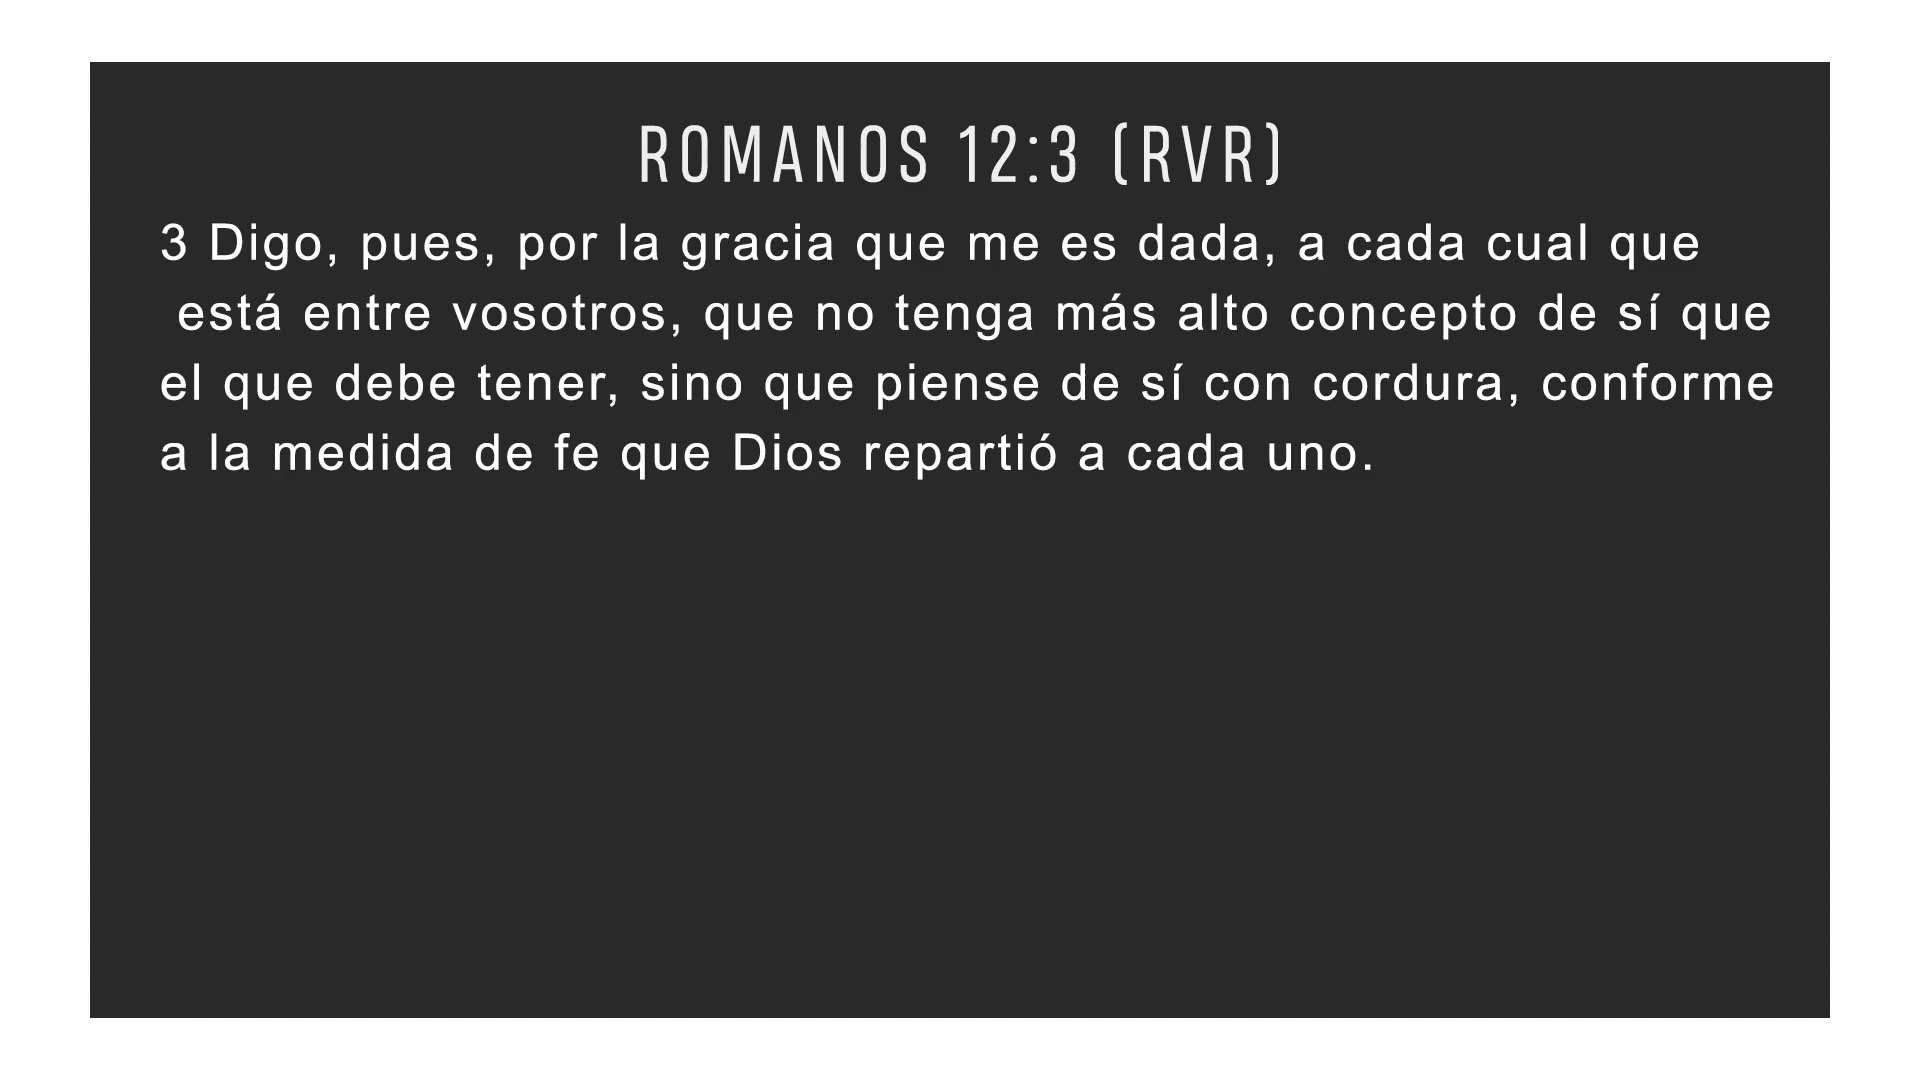 ROMANOS 12:3 (RVR)
3 Digo, pues, por la gracia que me es dada, a cada cual que
está entre vosotros, que no tenga más alto concepto de sí que
el que debe tener, sino que piense de sí con cordura, conforme
a la medida de fe que Dios repartió a cada uno.